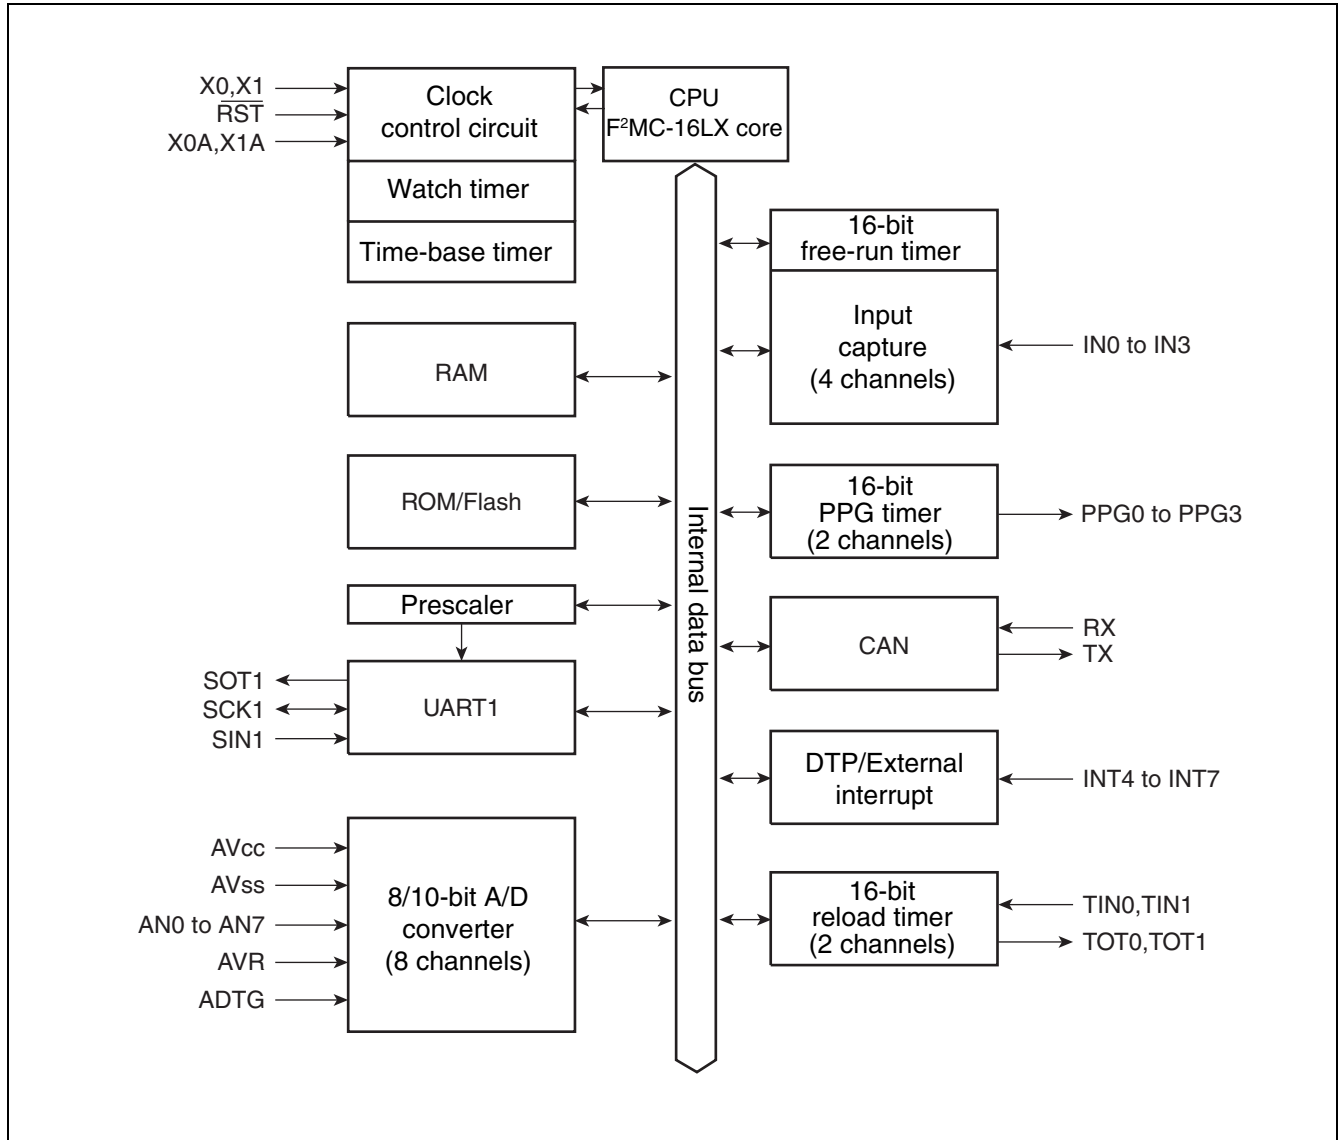 X0,X1
RST
X0A,X1A
Clock
control circuit
Watch timer
Time-base timer
CPU
F²MC-16LX core
RAM
ROM/Flash
Prescaler
SOT1
SCK1
SIN1
UART1
AVcc
AVss
AN0 to AN7
AVR
ADTG
8/10-bit A/D
converter
(8 channels)
Internal data bus
16-bit
free-run timer
Input
capture
(4 channels)
IN0 to IN3
16-bit
PPG timer
(2 channels)
PPG0 to PPG3
CAN
RX
TX
DTP/External
interrupt
INT4 to INT7
16-bit
reload timer
(2 channels)
TIN0,TIN1
TOT0,TOT1